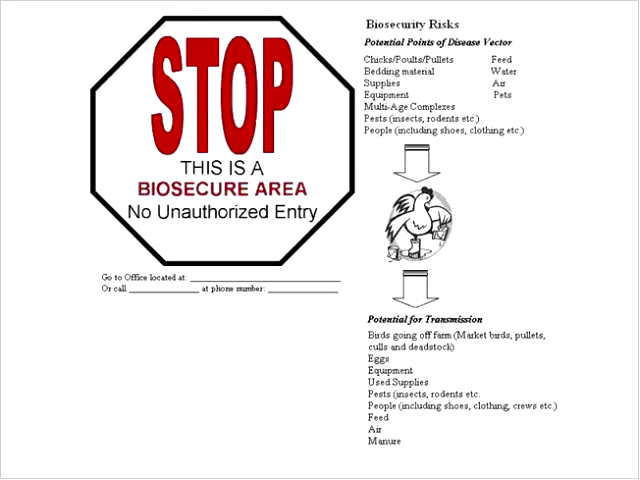 STOP
THIS IS A
BIOSECURE AREA
No Unauthorized Entry
Go to Office located at: ____________________________
Or call ______________ at phone number: ______________
Biosecurity Risks
Potential Points of Disease Vector
Chicks/Poults/Pullets Feed
Bedding material Water
Supplies Air
Equipment Pets
Multi-Age Complexes
Pests (insects, rodents etc.)
People (including shoes, clothing etc.)
Potential for Transmission
Birds going off farm (Market birds, pullets,
culls and deadstock)
Eggs
Equipment
Used Supplies
Pests (insects, rodents etc.
People (including shoes, clothing, crews etc.)
Feed
Air
Manure